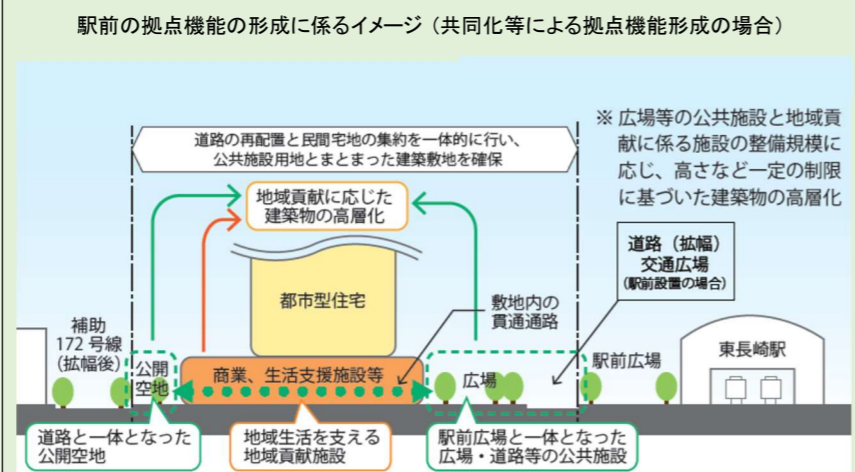 駅前の拠点機能の形成に係るイメージ（共同化等による拠点機能形成の場合）
道路の再配置と民間宅地の集約を一体的に行い、
公共施設用地とまとまった建築敷地を確保
※ 広場等の公共施設と地域貢
献に係る施設の整備規模に
応じ、高さなど一定の制限
に基づいた建築物の高層化
地域貢献に応じた
建築物の高層化
道路（拡幅）
交通広場
（駅前設置の場合）
都市型住宅
敷地内の
貫通通路
補助
172 号線
（拡幅後）
公開
空地
商業、生活支援施設等
広場
駅前広場
東長崎駅
道路と一体となった
公開空地
地域生活を支える
地域貢献施設
駅前広場と一体となった
広場・道路等の公共施設